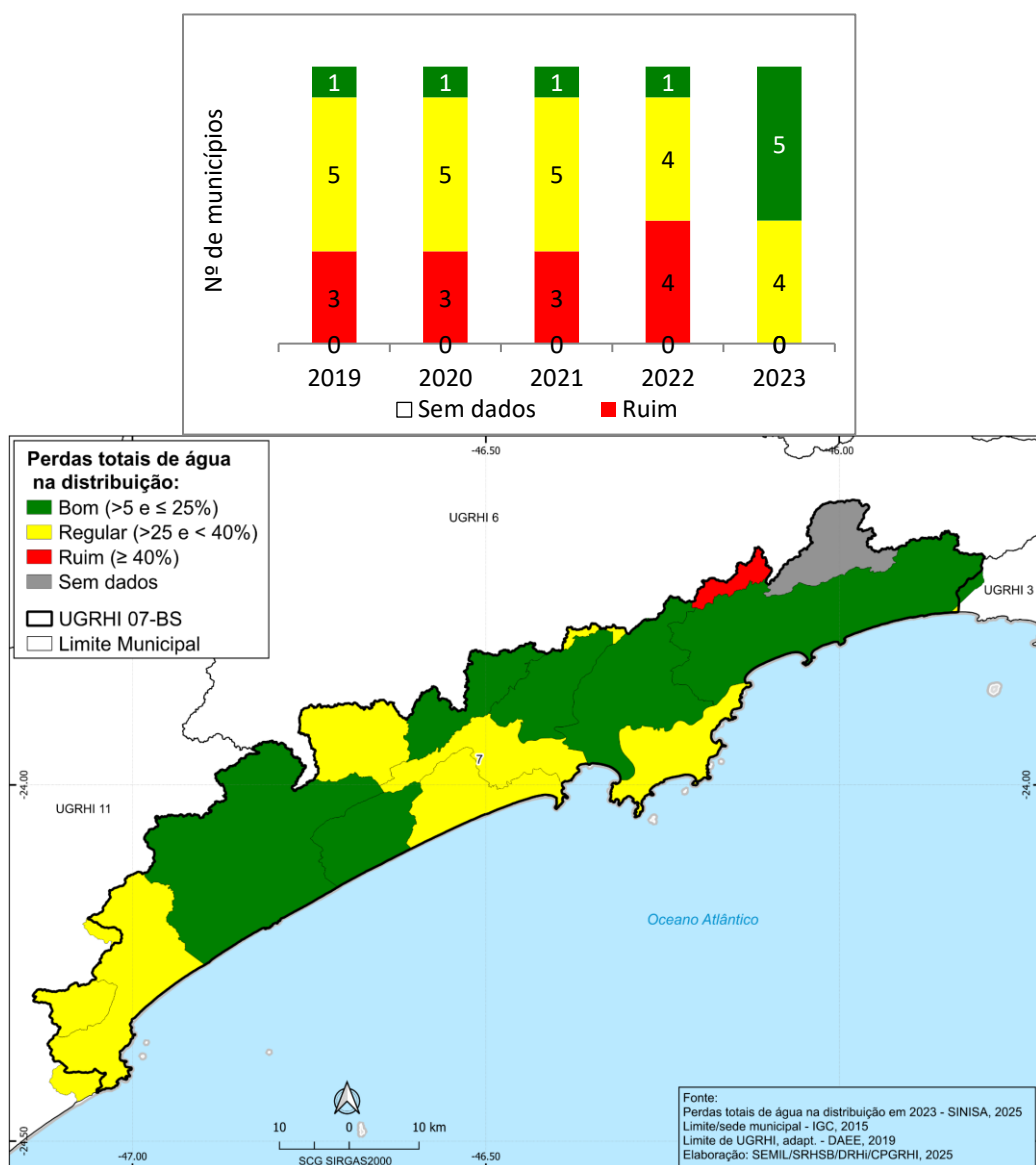 Nº de municípios
1 1 1 1 5
5 5 5 4 4
3 3 3 4
0 0 0 0 0
2019 2020 2021 2022 2023
Sem dados Ruim
-46.50 -46.00
Perdas totais de água
na distribuição:
Bom (>5 e ≤ 25%)
Regular (>25 e < 40%)
Ruim (≥ 40%)
Sem dados
UGRHI 07-BS
Limite Municipal
UGRHI 6
UGRHI 3
7
-24.00 -24.00
UGRHI 11
Oceano Atlântico
10 0 10 km
SCG SIRGAS2000
-24.50
-47.00 -46.50
Fonte:
Perdas totais de água na distribuição em 2023 - SINISA, 2025
Limite/sede municipal - IGC, 2015
Limite de UGRHI, adapt. - DAEE, 2019
Elaboração: SEMIL/SRHSB/DRHi/CPGRHI, 2025